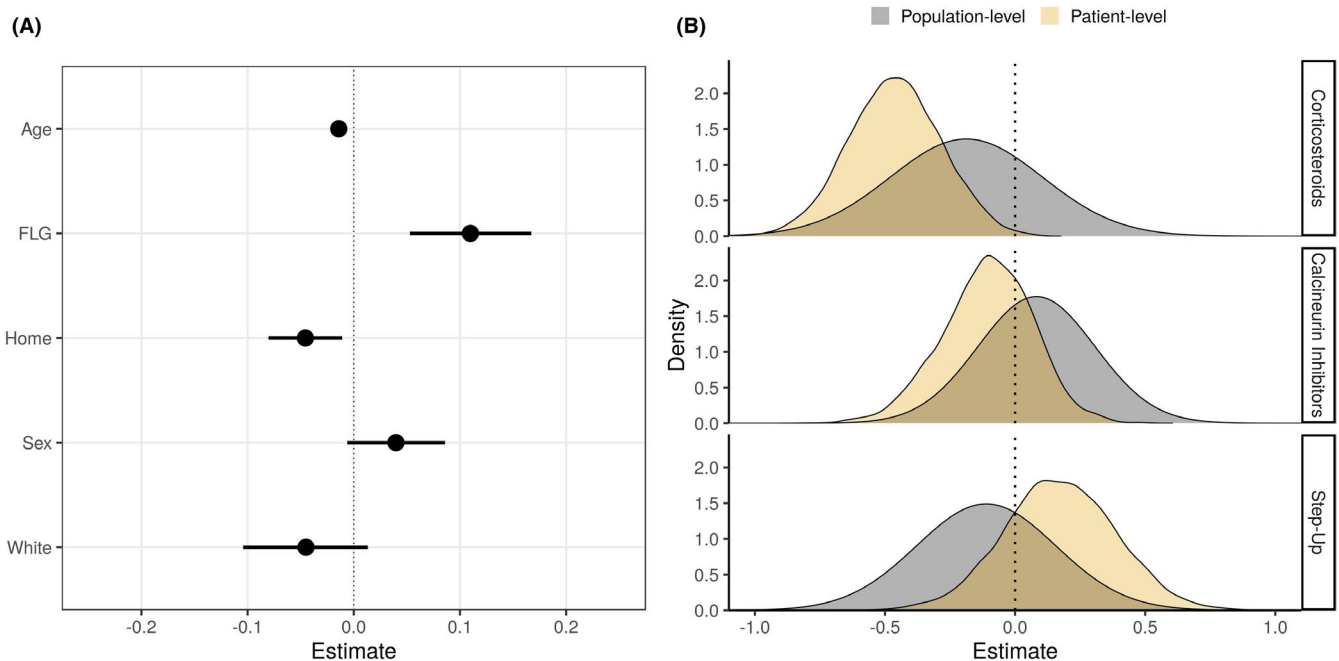 (A)
Age
FLG
Home
Sex
White
-0.2 -0.1 0.0 0.1 0.2
Estimate
(B)
Population-level Patient-level
Density
2.0
1.5
1.0
0.5
0.0
Corticosteroids
2.0
1.5
1.0
0.5
0.0
Calcineurin Inhibitors
2.0
1.5
1.0
0.5
0.0
Step-Up
-1.0 -0.5 0.0 0.5 1.0
Estimate